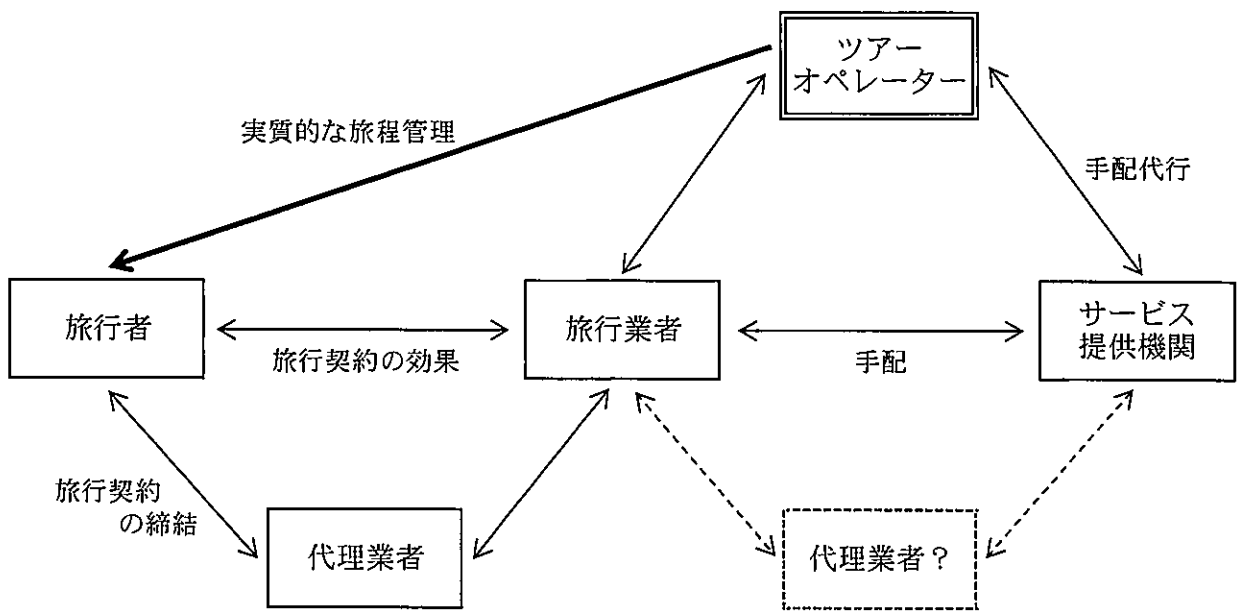 ツアー
オペレーター
実質的な旅程管理
手配代行
旅行者
旅行業者
サービス
提供機関
旅行契約の効果
手配
旅行契約
の締結
代理業者
代理業者？